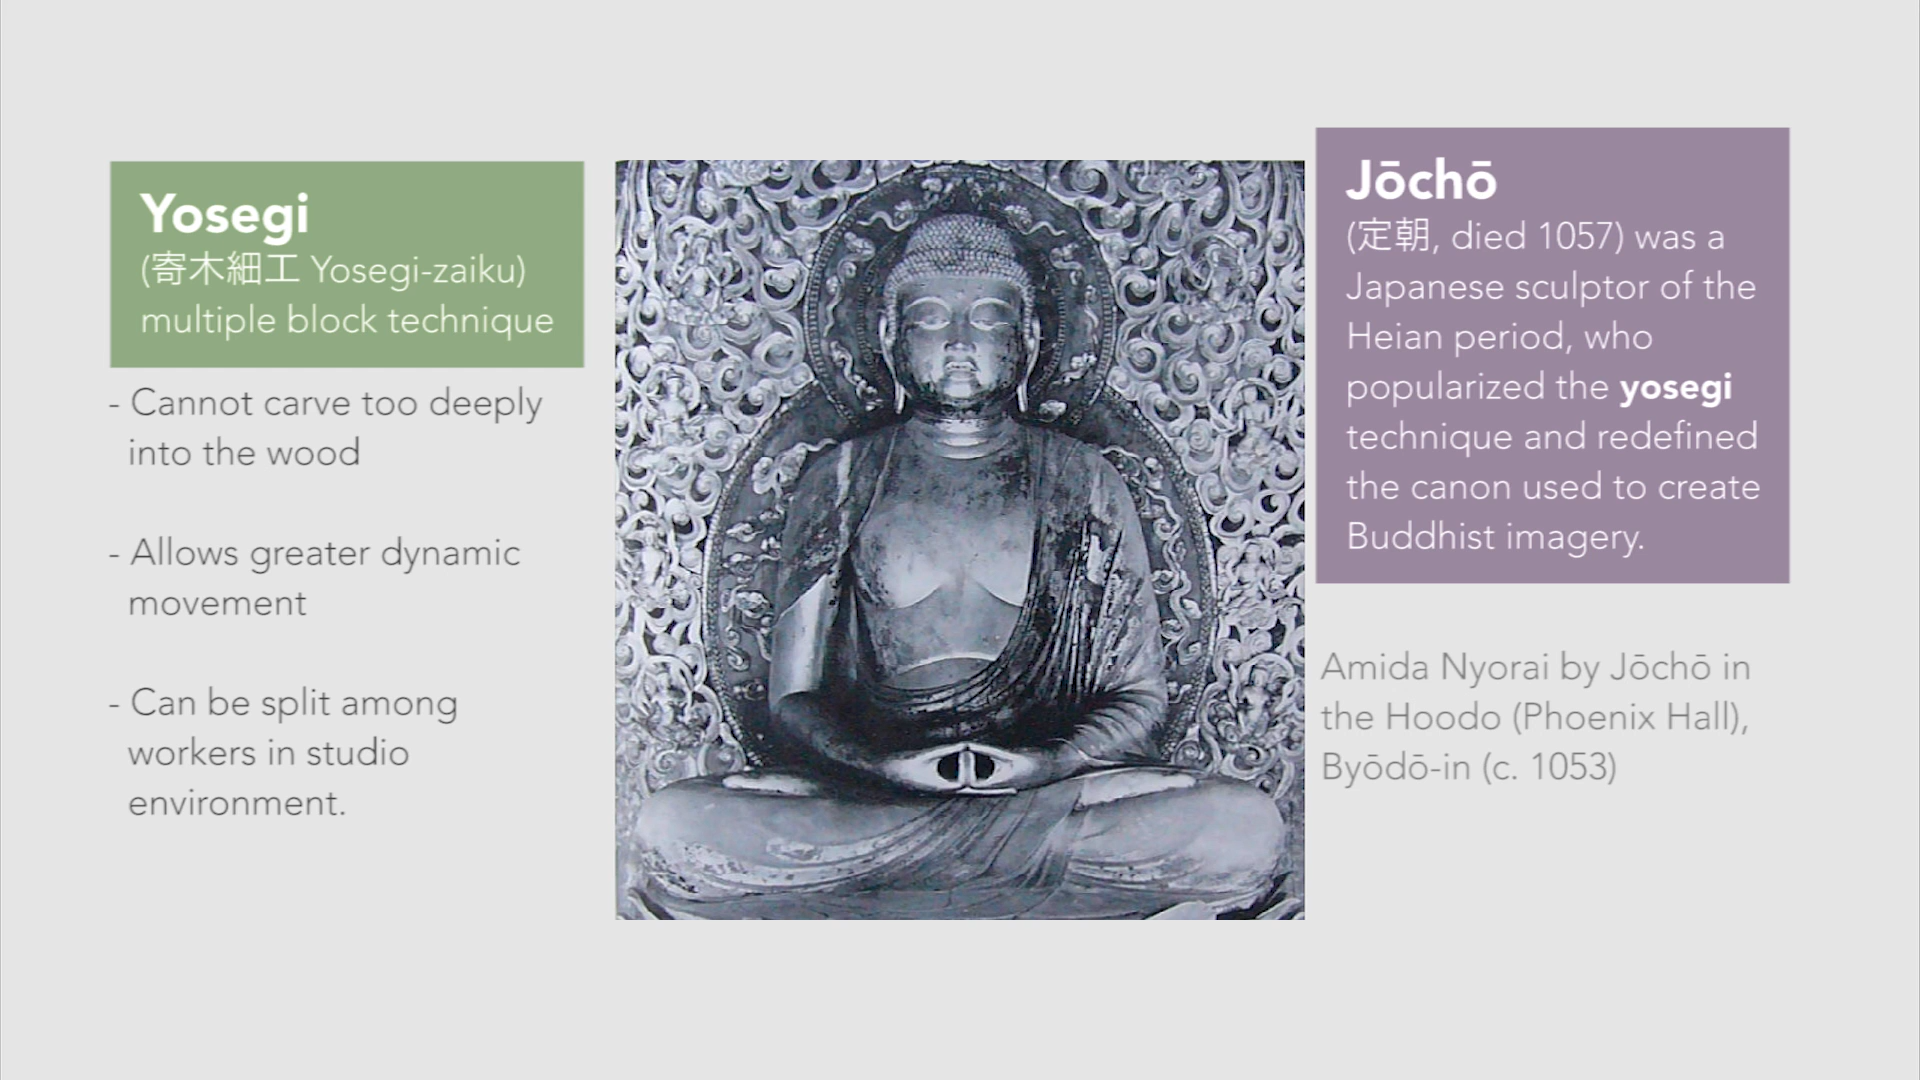 Yosegi
(寄木細工 Yosegi-zaiku)
multiple block technique
- Cannot carve too deeply
into the wood
- Allows greater dynamic
movement
- Can be split among
workers in studio
environment.
Jōchō
(定朝, died 1057) was a
Japanese sculptor of the
Heian period, who
popularized the yosegi
technique and redefined
the canon used to create
Buddhist imagery.
Amida Nyorai by Jōchō in
the Hoodo (Phoenix Hall),
Byōdō-in (c. 1053)